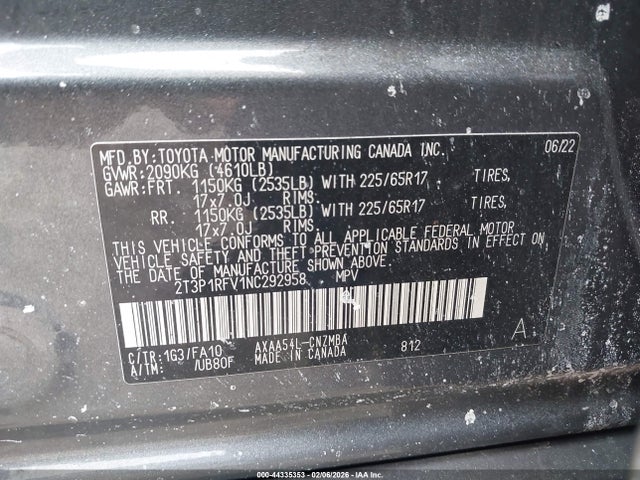 MFD.BY:TOYOTA MOTOR MANUFACTURING CANADA INC. 06/22
GVWR:2090KG (4610LB)
GAWR:FRT. 1150KG (2535LB) WITH 225/65R17 TIRES,
17x7.0J RIMS.
RR. 1150KG (2535LB) WITH 225/65R17 TIRES,
17x7.0J RIMS.
THIS VEHICLE CONFORMS TO ALL APPLICABLE FEDERAL MOTOR
VEHICLE SAFETY AND THEFT PREVENTION STANDARDS IN EFFECT ON
THE DATE OF MANUFACTURE SHOWN ABOVE.
2T3P1RFV1NC292958 MPV
C/TR:1G3/FA10 AXAA54L-CNZMBA 812 A
A/TM: /UB80F MADE IN CANADA
000-44335353 | 02/06/2026 - IAA Inc.